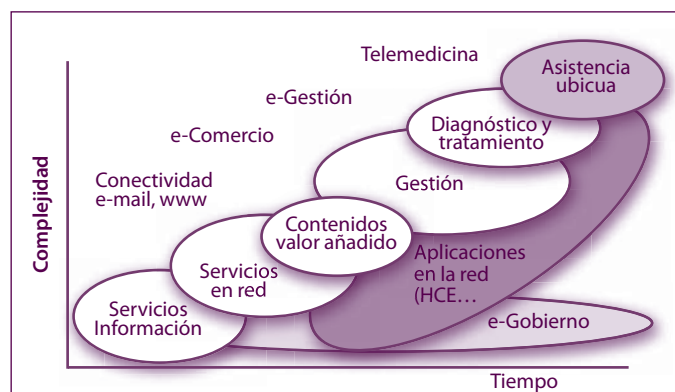 Telemedicina
Asistencia
ubicua
e-Gestión
Diagnóstico y
tratamiento
e-Comercio
Gestión
Conectividad
e-mail, www
Contenidos
valor añadido
Complejidad
Servicios
en red
Aplicaciones
en la red
(HCE...
Servicios
Información
e-Gobierno
Tiempo